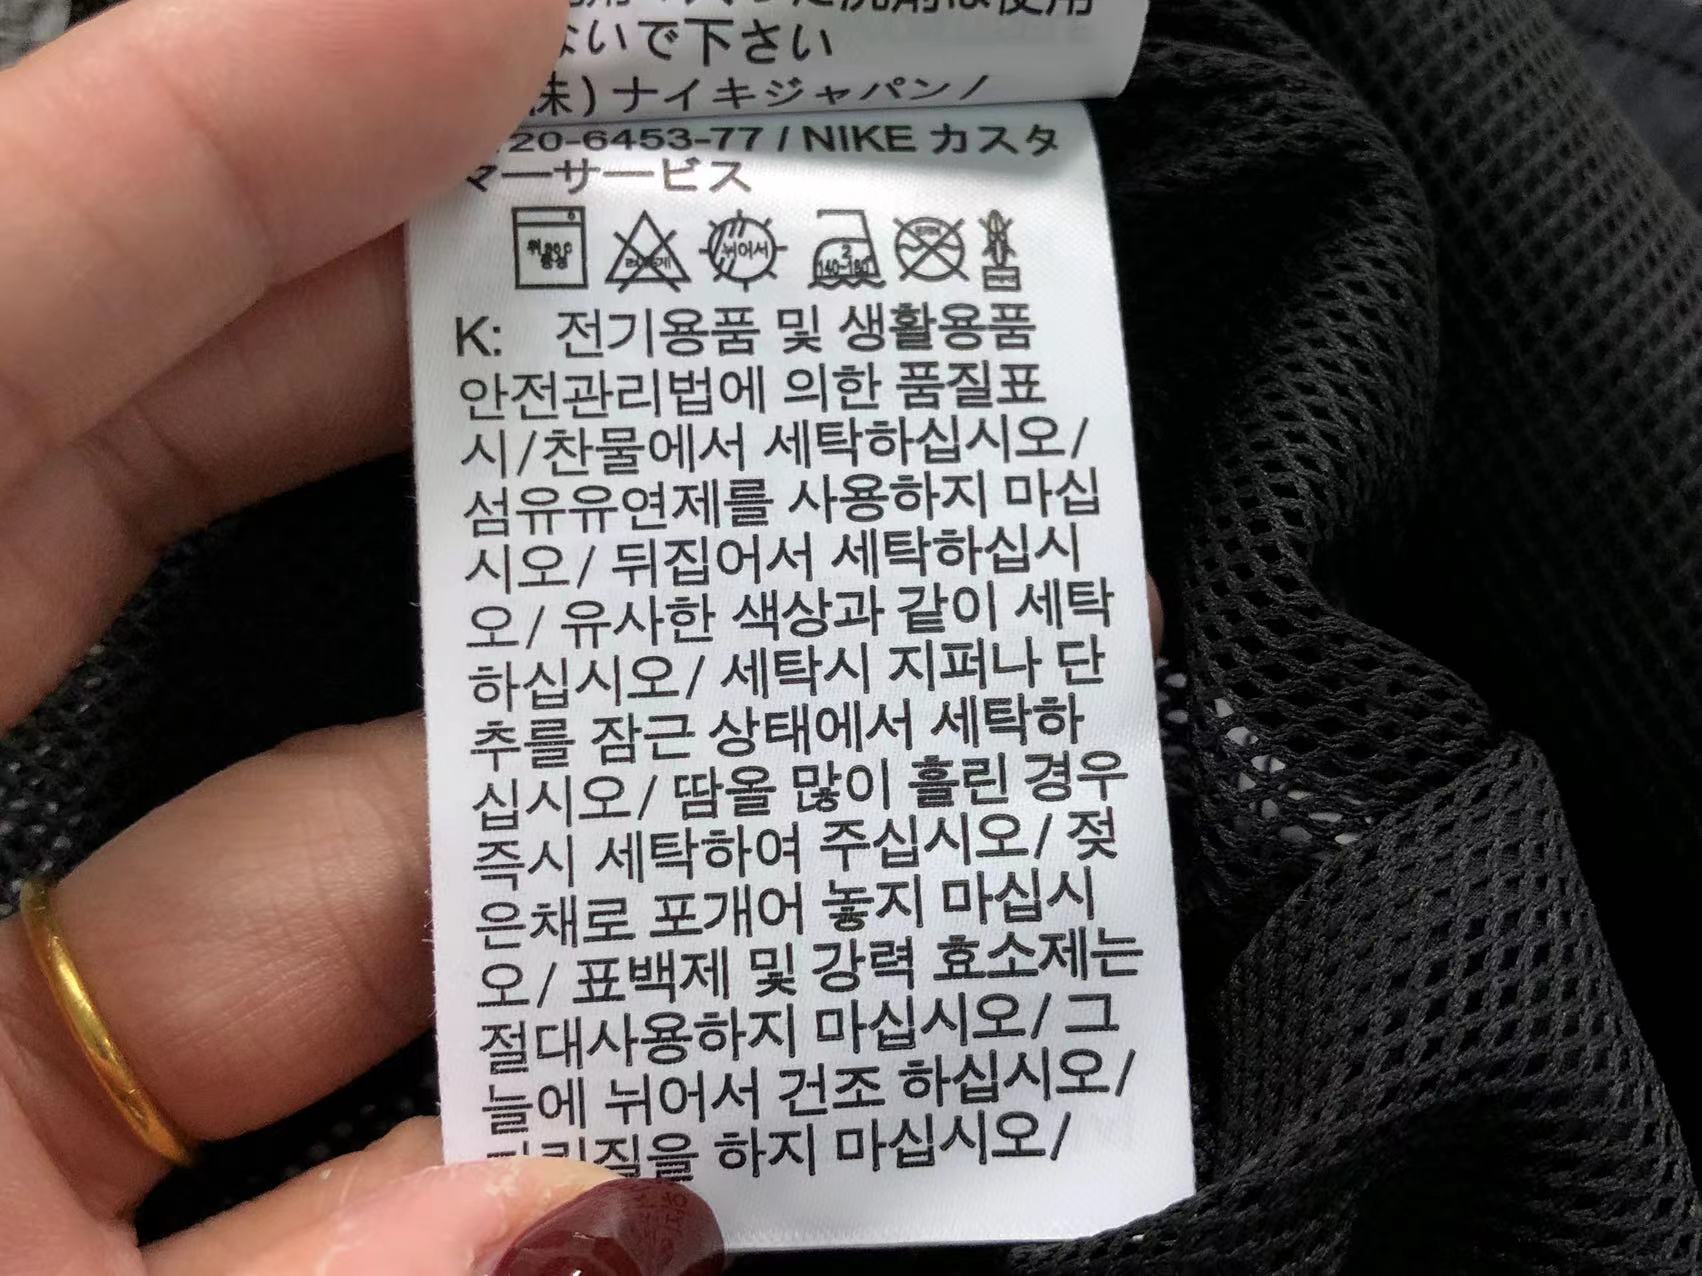 ないで下さい
ナイキジャパン/
20-6453-77 / NIKE カスタ
マーサービス
뉘어서
2
140-160
K: 전기용품 및 생활용품
안전관리법에 의한 품질표
시/찬물에서 세탁하십시오/
섬유유연제를 사용하지 마십
시오/ 뒤집어서 세탁하십시
오/ 유사한 색상과 같이 세탁
하십시오/ 세탁시 지퍼나 단
추를 잠근 상태에서 세탁하
십시오/ 땀올 많이 흘린 경우
즉시 세탁하여 주십시오/ 젖
은채로 포개어 놓지 마십시
오/ 표백제 및 강력 효소제는
절대사용하지 마십시오/ 그
늘에 뉘어서 건조 하십시오/
하지 마십시오/